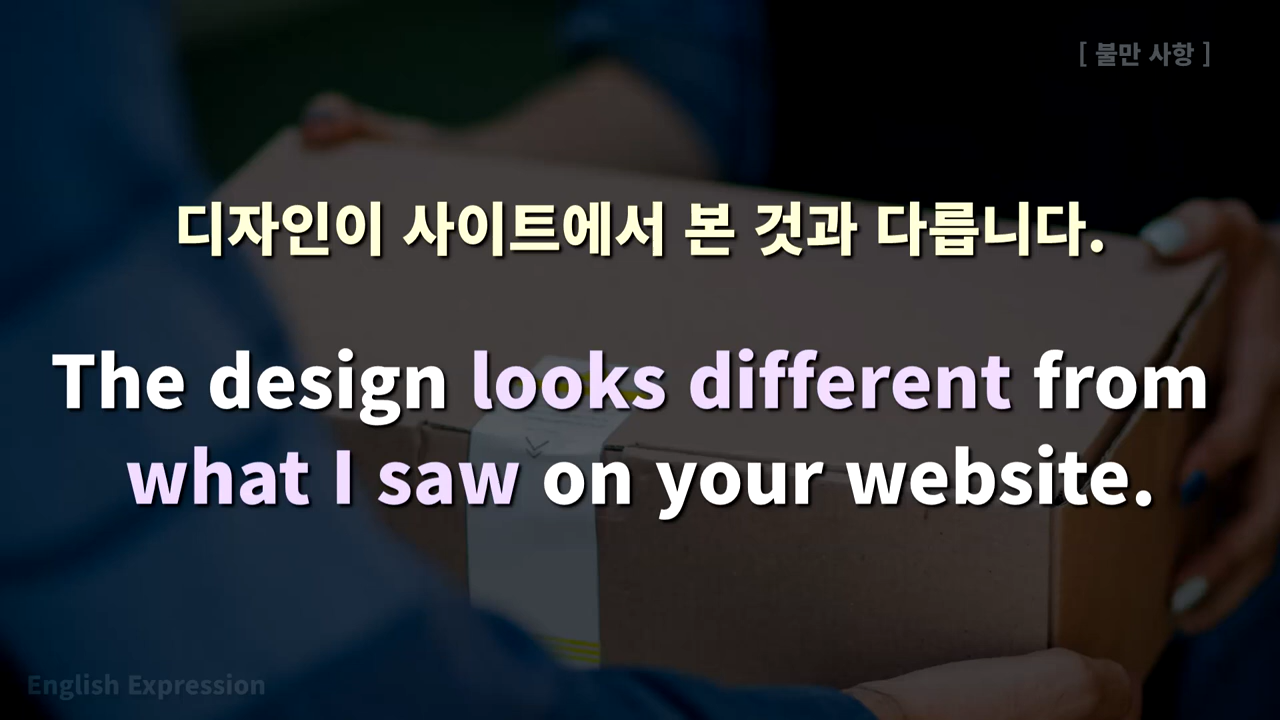 [ 불만 사항 ]
디자인이 사이트에서 본 것과 다릅니다.
The design looks different from
what I saw on your website.
English Expression